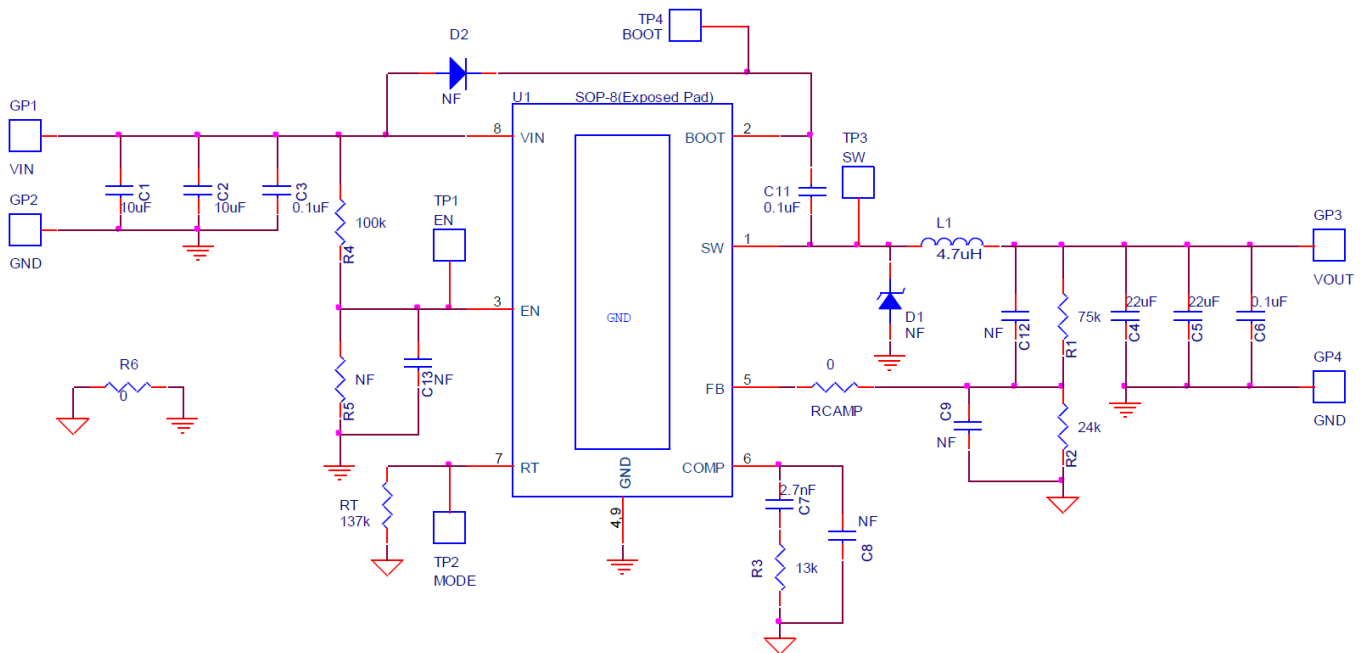 TP4
BOOT
D2
NF
GP1
VIN
GP2
GND
C1
10uF
C2
10uF
C3
0.1uF
100k
R4
TP1
EN
NF
R5
C13
NF
R6
0
RT
137k
TP2
MODE
U1
SOP-8(Exposed Pad)
8
VIN
BOOT
2
3
EN
SW
1
GND
FB
5
7
RT
COMP
6
GND
4,9
C11
0.1uF
TP3
SW
L1
4.7uH
D1
NF
NF
C12
75k
R1
22uF
C4
22uF
C5
0.1uF
C6
GP3
VOUT
GP4
GND
0
RCAMP
C9
NF
24k
R2
2.7nF
C7
R3
13k
NF
C8